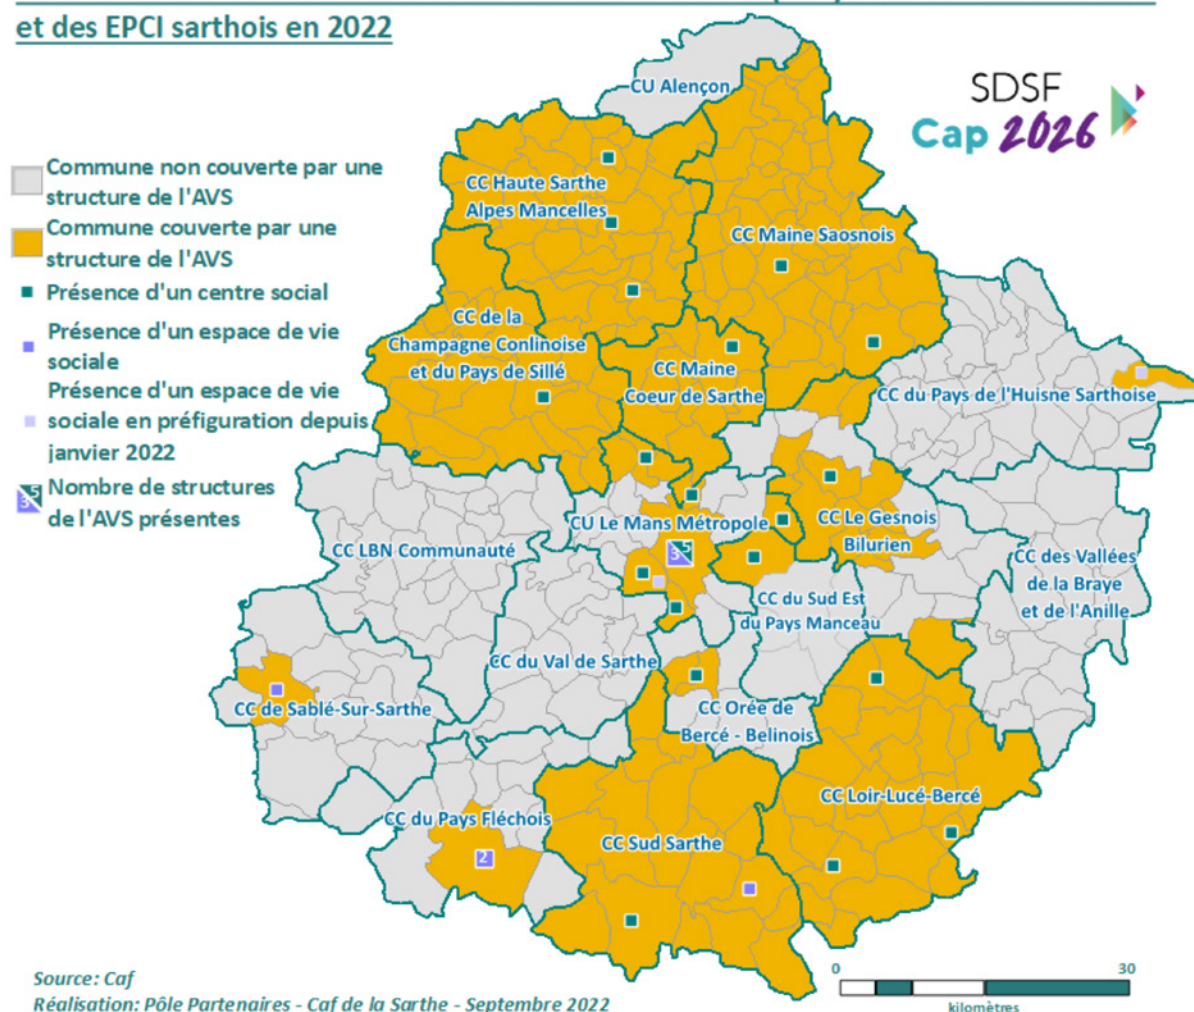 et des EPCI sarthois en 2022
CU Alençon
SDSF
Cap 2026
Commune non couverte par une
structure de l'AVS
Commune couverte par une
structure de l'AVS
Présence d'un centre social
Présence d'un espace de vie
sociale
Présence d'un espace de vie
sociale en préfiguration depuis
janvier 2022
3 5
Nombre de structures
de l'AVS présentes
CC Haute Sarthe
Alpes Mancelles
CC Maine Saosnois
CC de la
Champagne Conlinoise
et du Pays de Sillé
CC Maine
Coeur de Sarthe
CC du Pays de l'Huisne Sarthoise
CU Le Mans Métropole
3 5
CC Le Gesnois
Bilurien
CC LBN Communauté
CC des Vallées
de la Braye
et de l'Anille
CC du Sud Est
du Pays Manceau
CC du Val de Sarthe
CC de Sablé-Sur-Sarthe
CC Orée de
Bercé - Belinois
CC Loir-Lucé-Bercé
CC du Pays Fléchois
2
CC Sud Sarthe
Source: Caf
Réalisation: Pôle Partenaires - Caf de la Sarthe - Septembre 2022
0 30
kilomètres